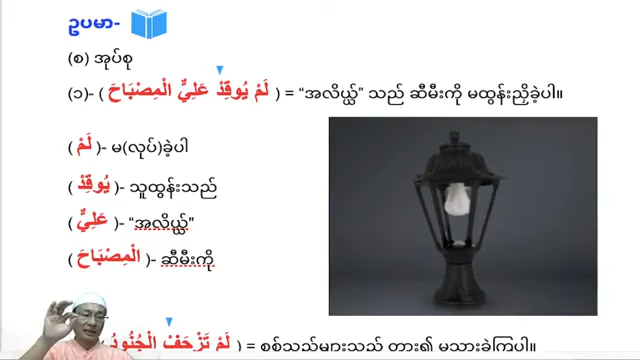 ဥပမာ-
(စ) အုပ်စု
(၁)- ( لَمْ يُوقِدْ عَلِيٌّ الْمِصْبَاحَ ) = “အလိယ်ျ” သည် ဆီမီးကို မထွန်းညှိခဲ့ပါ။
( لَمْ )- မ(လုပ်)ခဲ့ပါ
( يُوقِدْ )- သူထွန်းသည်
( عَلِيٌّ )- “အလိယ်ျ"
( الْمِصْبَاحَ )- ဆီမီးကို
( لَمْ تَزْحَفْ الْجُنُودُ ) = စစ်သည်များသည် တား၍ မသွားခဲ့ကြပါ။